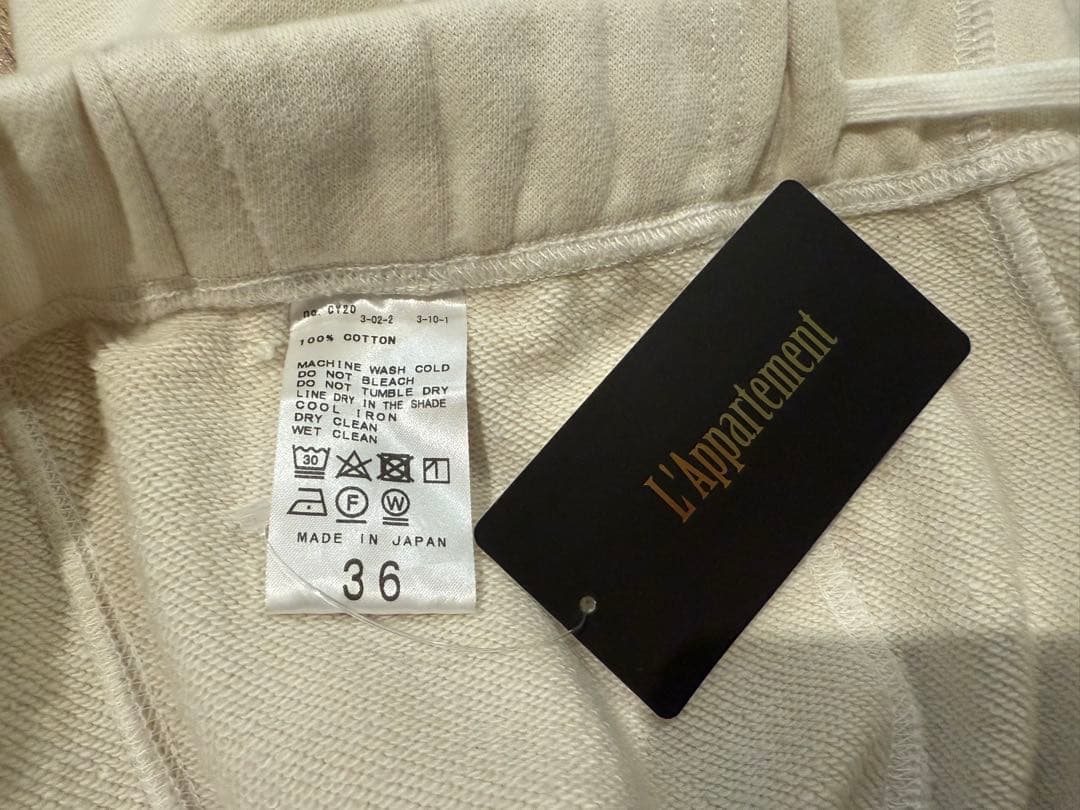 no. CY20
3-02-2 3-10-1
100% COTTON
MACHINE WASH COLD
DO NOT BLEACH
DO NOT TUMBLE DRY
LINE DRY IN THE SHADE
COOL IRON
DRY CLEAN
WET CLEAN
30
F W
MADE IN JAPAN
36
L'Appartement